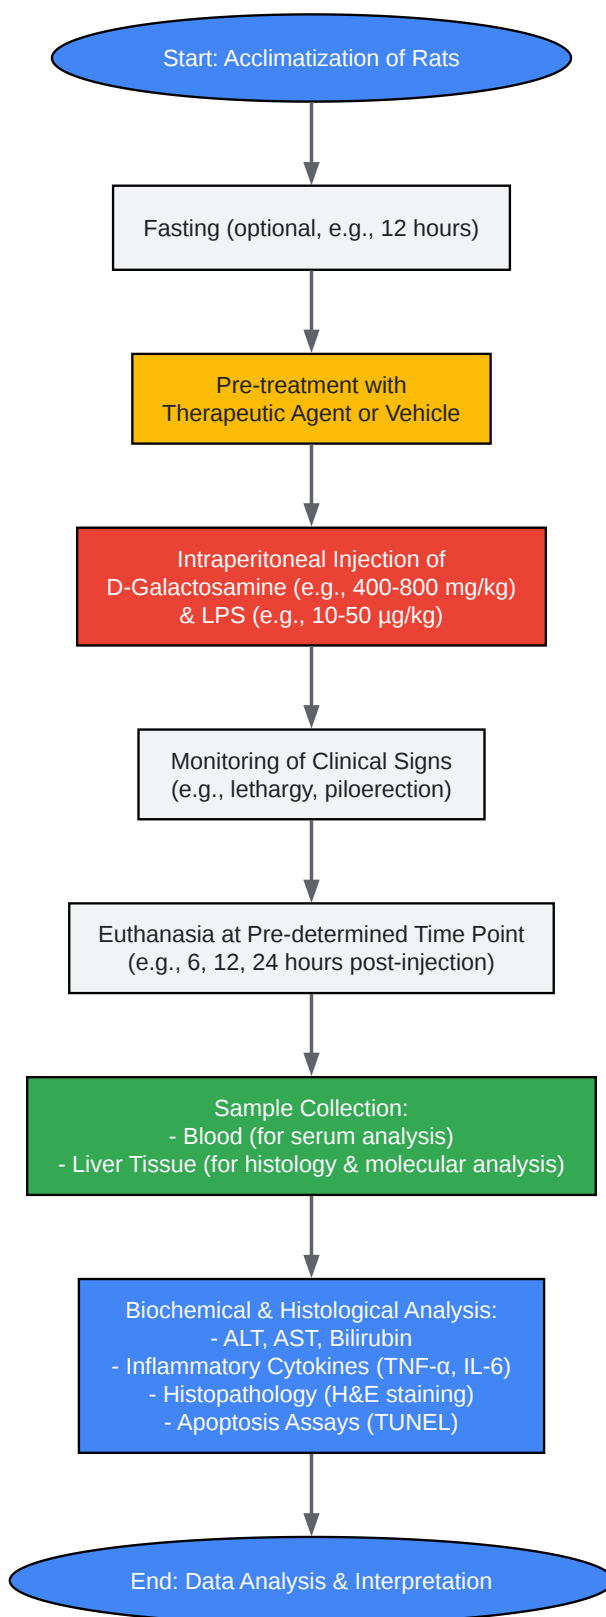 Start: Acclimatization of Rats
Fasting (optional, e.g., 12 hours)
Pre-treatment with
Therapeutic Agent or Vehicle
Intraperitoneal Injection of
D-Galactosamine (e.g., 400-800 mg/kg)
& LPS (e.g., 10-50 µg/kg)
Monitoring of Clinical Signs
(e.g., lethargy, piloerection)
Euthanasia at Pre-determined Time Point
(e.g., 6, 12, 24 hours post-injection)
Sample Collection:
- Blood (for serum analysis)
- Liver Tissue (for histology & molecular analysis)
Biochemical & Histological Analysis:
- ALT, AST, Bilirubin
- Inflammatory Cytokines (TNF-α, IL-6)
- Histopathology (H&E staining)
- Apoptosis Assays (TUNEL)
End: Data Analysis & Interpretation